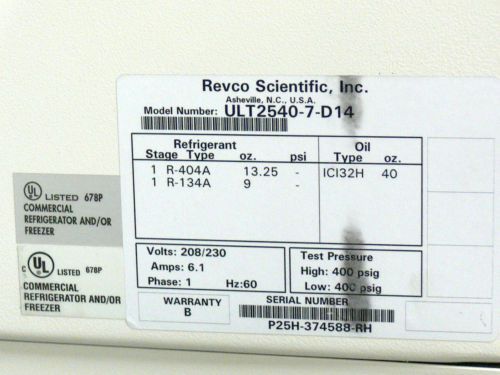 Revco Scientific, Inc.
Asheville, N.C., U.S.A.
Model Number: ULT2540-7-D14
Refrigerant
Stage Type oz. psi
1 R-404A 13.25 -
1 R-134A 9 -
Oil
Type oz.
ICI32H 40
UL LISTED 678P
COMMERCIAL
REFRIGERATOR AND/OR
FREEZER
C UL LISTED 678P
COMMERCIAL
REFRIGERATOR AND/OR
FREEZER
Volts: 208/230
Amps: 6.1
Phase: 1 Hz:60
Test Pressure
High: 400 psig
Low: 400 psig
WARRANTY
B
SERIAL NUMBER
P25H-374588-RH